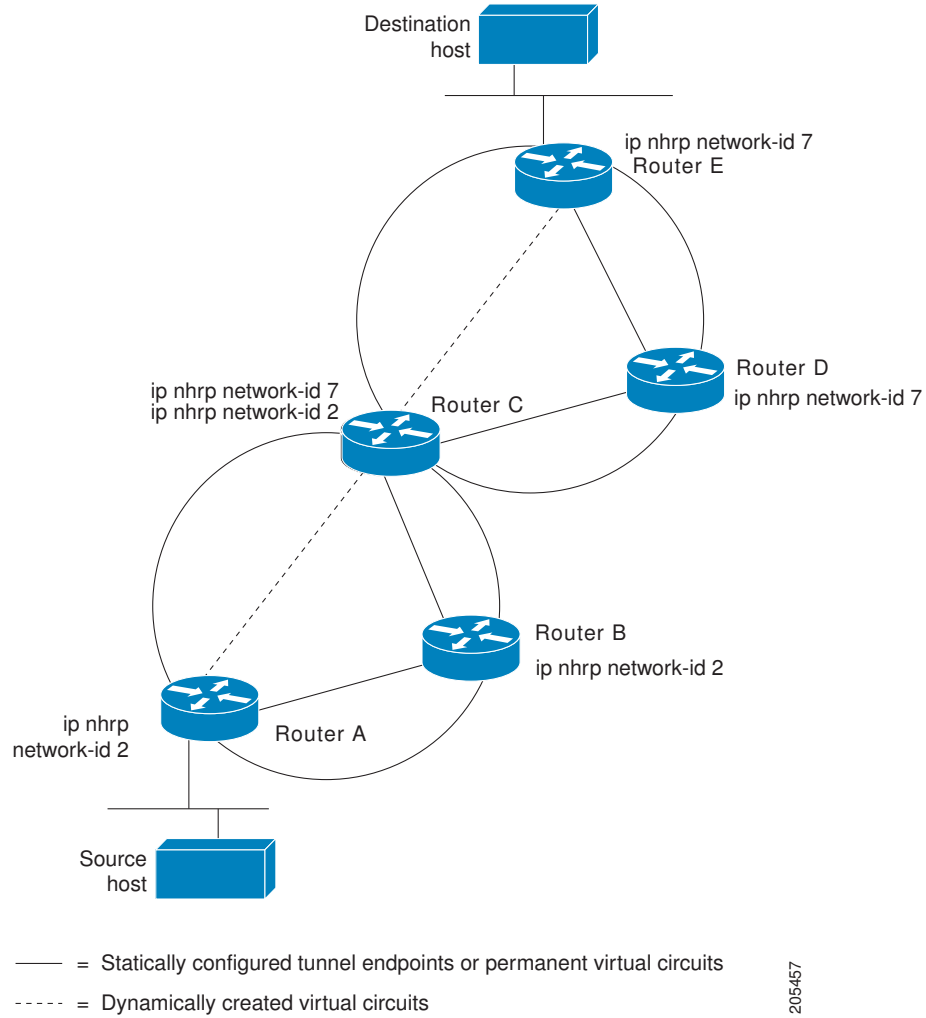 Destination
host
ip nhrp network-id 7
Router E
Router D
ip nhrp network-id 7
ip nhrp network-id 7
ip nhrp network-id 2
Router C
Router B
ip nhrp network-id 2
ip nhrp
network-id 2
Router A
Source
host
= Statically configured tunnel endpoints or permanent virtual circuits
= Dynamically created virtual circuits
205457